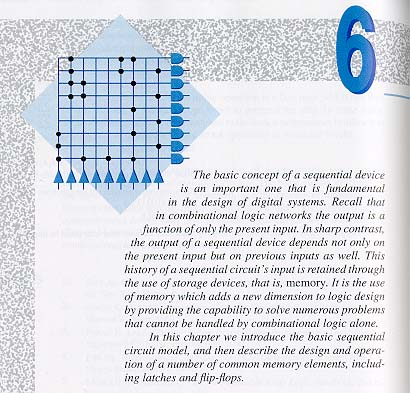 6
The basic concept of a sequential device
is an important one that is fundamental
in the design of digital systems. Recall that
in combinational logic networks the output is a
function of only the present input. In sharp contrast,
the output of a sequential device depends not only on
the present input but on previous inputs as well. This
history of a sequential circuit's input is retained through
the use of storage devices, that is, memory. It is the use
of memory which adds a new dimension to logic design
by providing the capability to solve numerous problems
that cannot be handled by combinational logic alone.
In this chapter we introduce the basic sequential
circuit model, and then describe the design and opera-
tion of a number of common memory elements, includ-
ing latches and flip-flops.